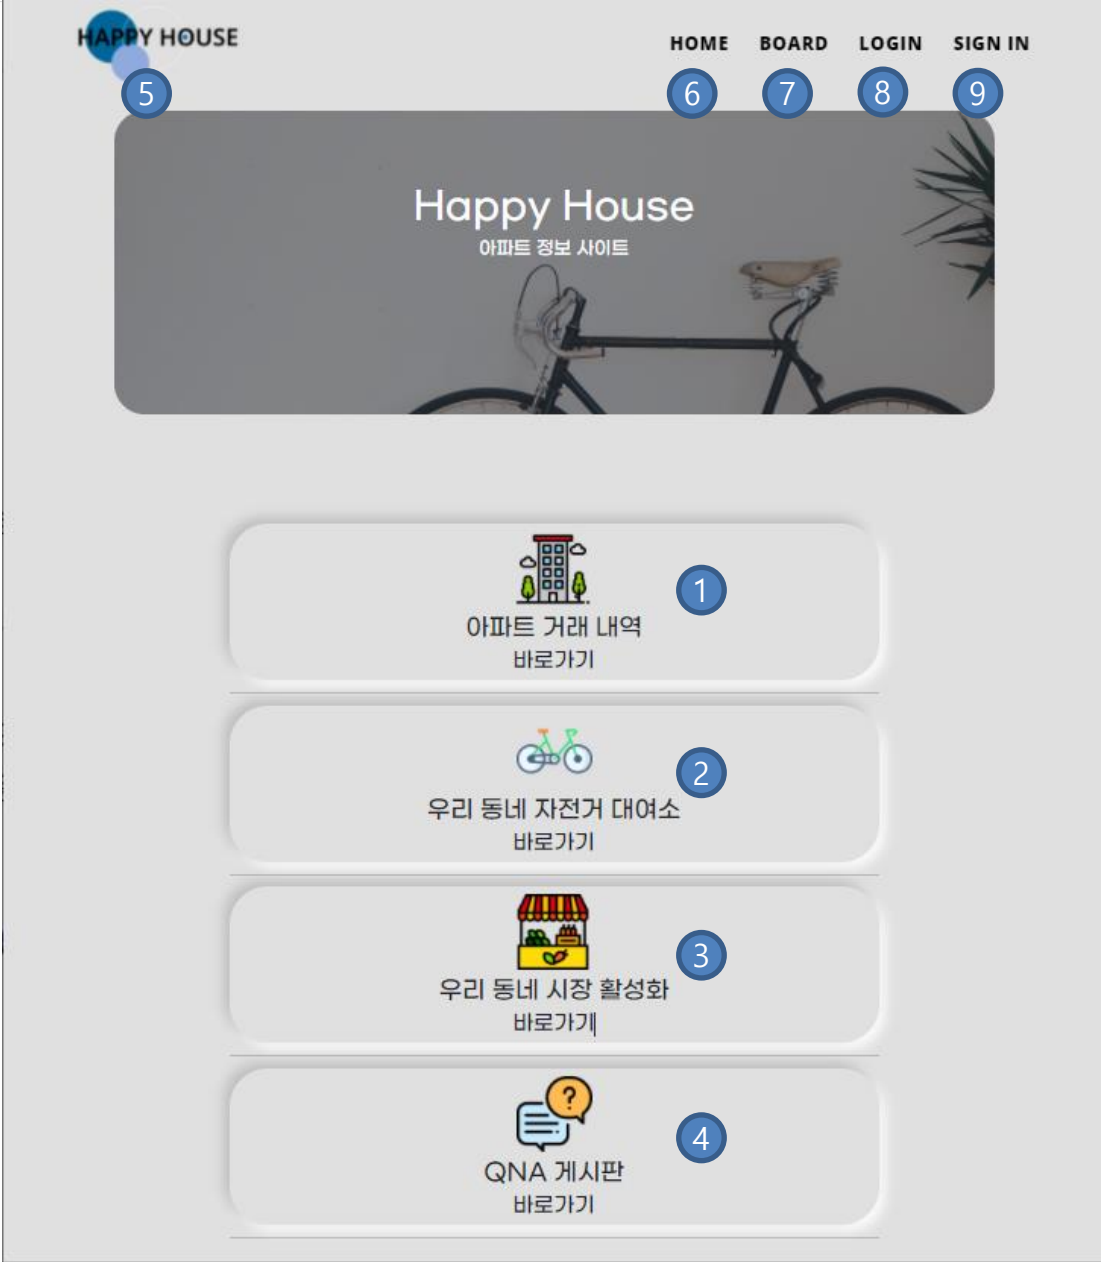 HAPPY HOUSE
HOME BOARD LOGIN SIGN IN
5 6 7 8 9
Happy House
아파트 정보 사이트
1
아파트 거래 내역
바로가기
2
우리 동네 자전거 대여소
바로가기
3
우리 동네 시장 활성화
바로가기
?
4
QNA 게시판
바로가기